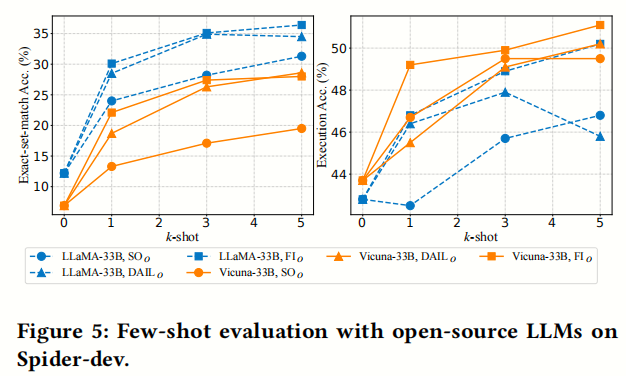 Exact-set-match Acc. (%)
35
30
25
20
15
10
0
1
2
3
4
5
k-shot
Execution Acc. (%)
50
48
46
44
0
1
2
3
4
5
k-shot
LLaMA-33B, SO_O
LLaMA-33B, FI_O
Vicuna-33B, DAIL_O
Vicuna-33B, FI_O
LLaMA-33B, DAIL_O
Vicuna-33B, SO_O
Figure 5: Few-shot evaluation with open-source LLMs on
Spider-dev.